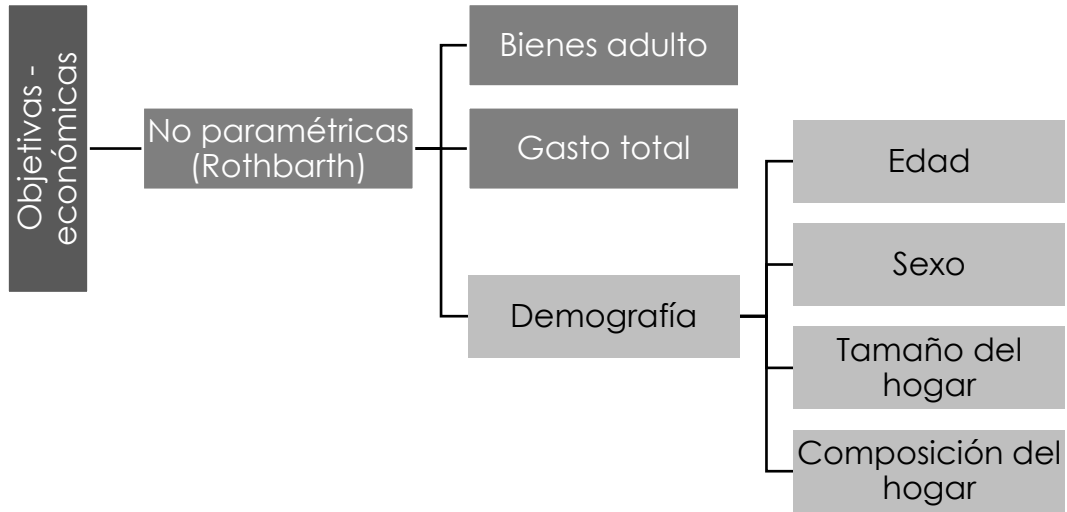 Objetivas -
económicas
No paramétricas
(Rothbarth)
Bienes adulto
Gasto total
Demografía
Edad
Sexo
Tamaño del
hogar
Composición del
hogar